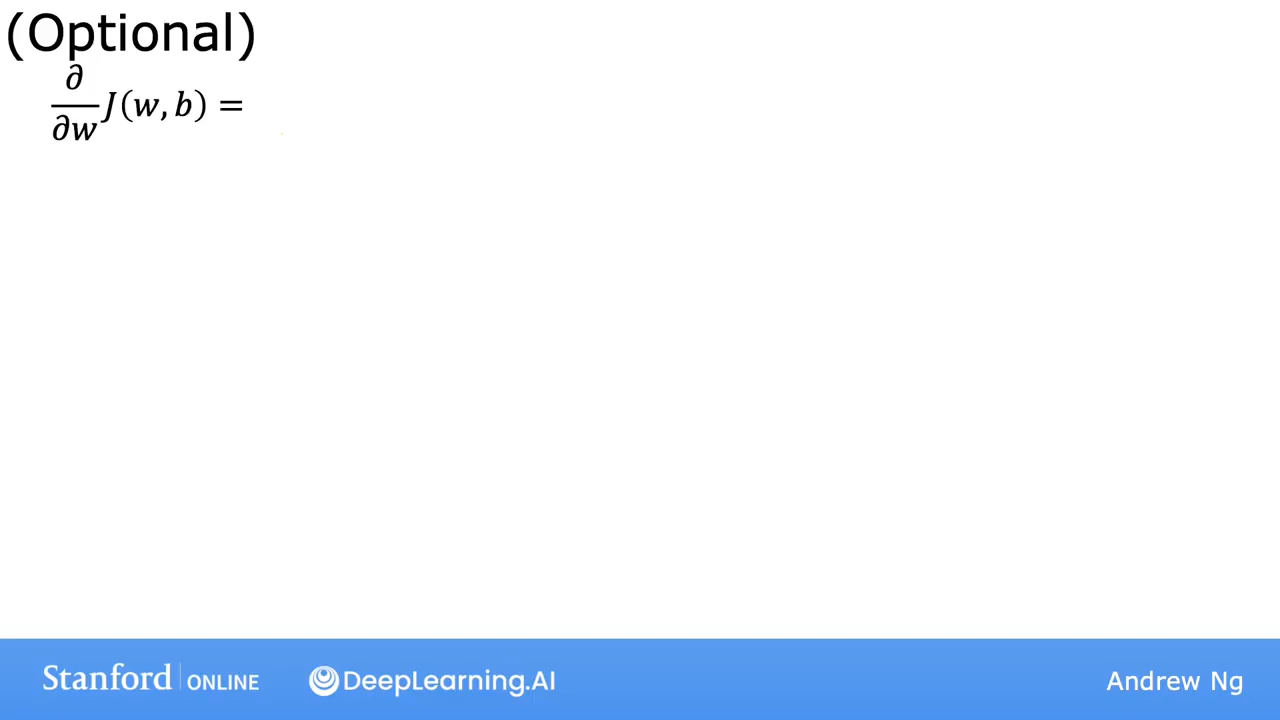 (Optional)
∂/∂w J(w, b) =
Stanford | ONLINE DeepLearning.AI Andrew Ng